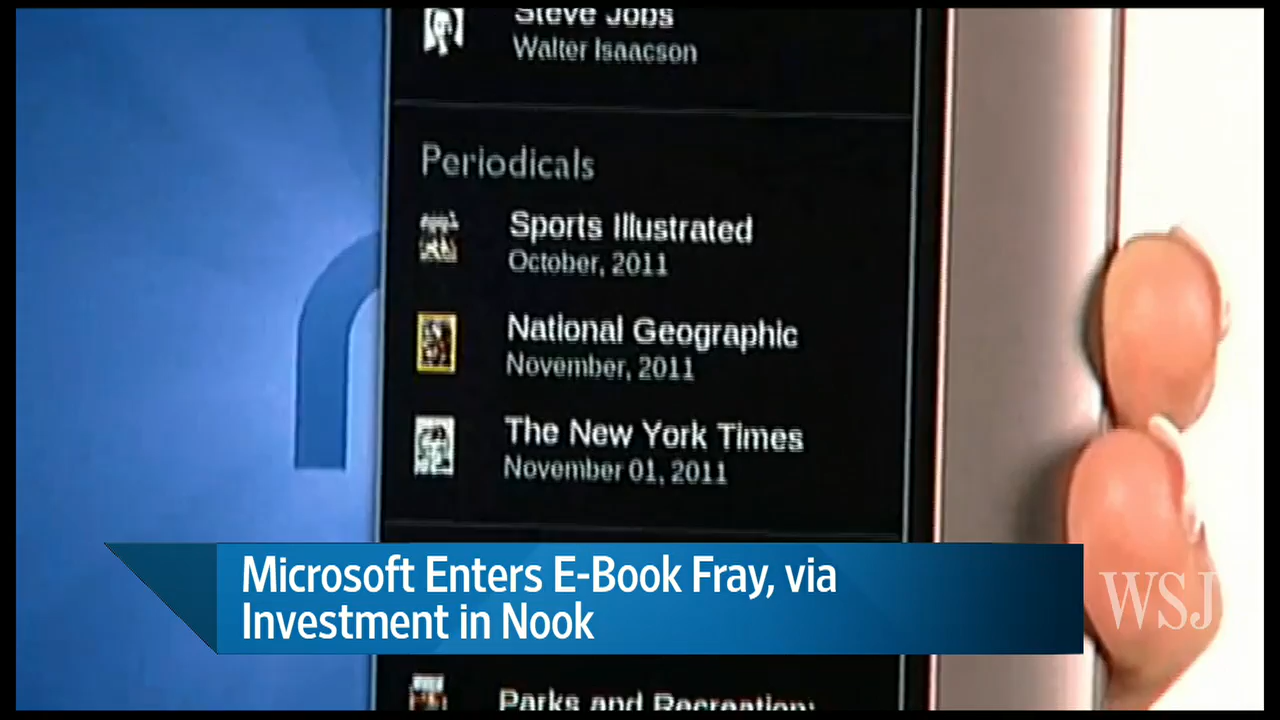 Steve Jobs
Walter Isaacson
Periodicals
Sports Illustrated
October, 2011
National Geographic
November, 2011
The New York Times
November 01, 2011
Microsoft Enters E-Book Fray, via
Investment in Nook
WSJ
Parks and Recreation: